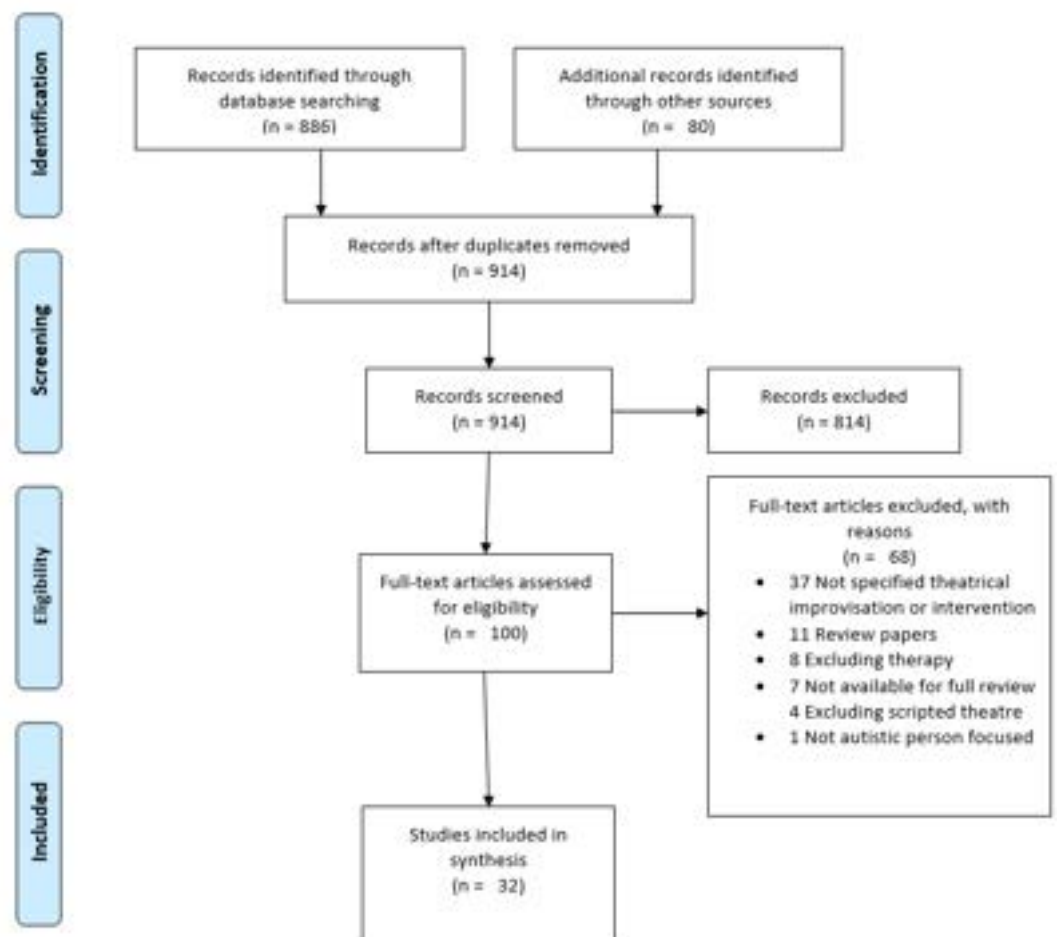 Identification
Records identified through
database searching
(n = 886)
Additional records identified
through other sources
(n = 80)
Records after duplicates removed
(n = 914)
Screening
Records screened
(n = 914)
Records excluded
(n = 814)
Eligibility
Full-text articles assessed
for eligibility
(n = 100)
Full-text articles excluded, with
reasons
(n = 68)
• 37 Not specified theatrical
improvisation or intervention
• 11 Review papers
• 8 Excluding therapy
• 7 Not available for full review
4 Excluding scripted theatre
• 1 Not autistic person focused
Included
Studies included in
synthesis
(n = 32)